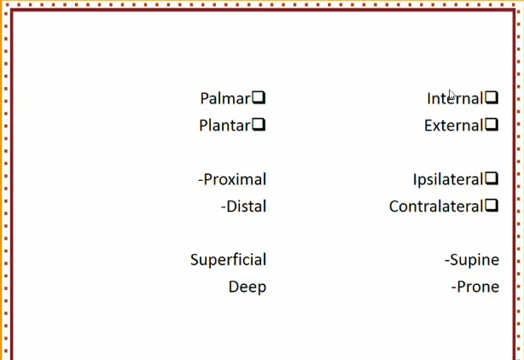 Internal❑
External❑
Ipsilateral❑
Contralateral❑
-Supine
-Prone
Palmar❑
Plantar❑
-Proximal
-Distal
Superficial
Deep